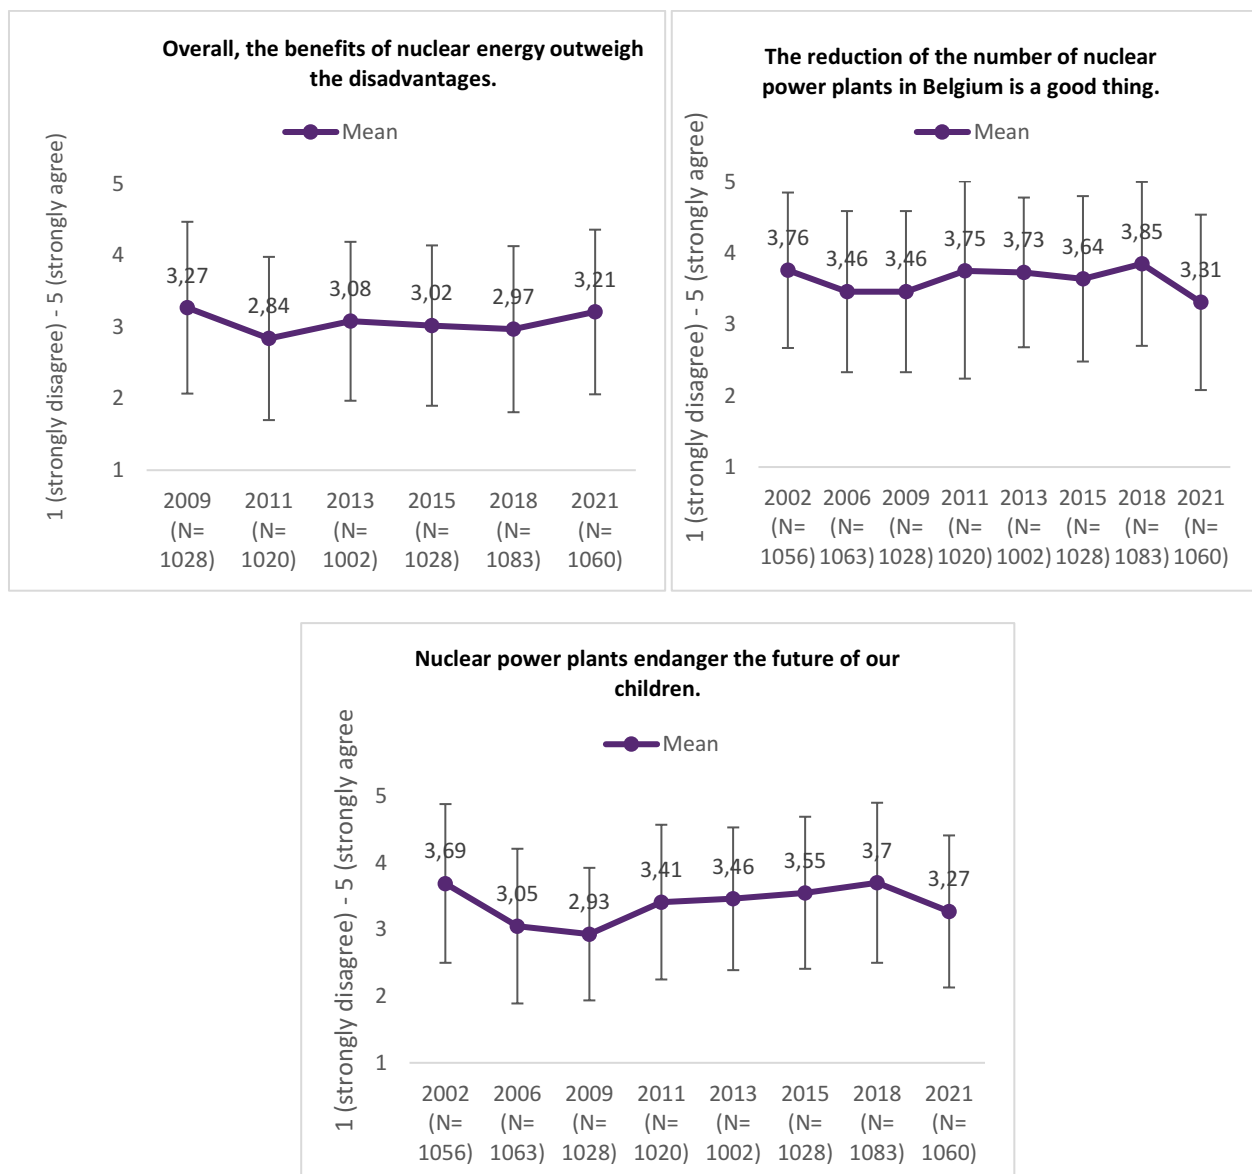 Overall, the benefits of nuclear energy outweigh
the disadvantages.
Mean
1 (strongly disagree) - 5 (strongly agree)
5
4
3
2
1
3,27
2,84
3,08
3,02
2,97
3,21
2009 2011 2013 2015 2018 2021
(N= (N= (N= (N= (N= (N=
1028) 1020) 1002) 1028) 1083) 1060)
The reduction of the number of nuclear
power plants in Belgium is a good thing.
Mean
1 (strongly disagree) - 5 (strongly agree)
5
4
3
2
1
3,76
3,46
3,46
3,75
3,73
3,64
3,85
3,31
2002 2006 2009 2011 2013 2015 2018 2021
(N= (N= (N= (N= (N= (N= (N= (N=
1056) 1063) 1028) 1020) 1002) 1028) 1083) 1060)
Nuclear power plants endanger the future of our
children.
Mean
1 (strongly disagree) - 5 (strongly agree
5
4
3
2
1
3,69
3,05
2,93
3,41
3,46
3,55
3,7
3,27
2002 2006 2009 2011 2013 2015 2018 2021
(N= (N= (N= (N= (N= (N= (N= (N=
1056) 1063) 1028) 1020) 1002) 1028) 1083) 1060)